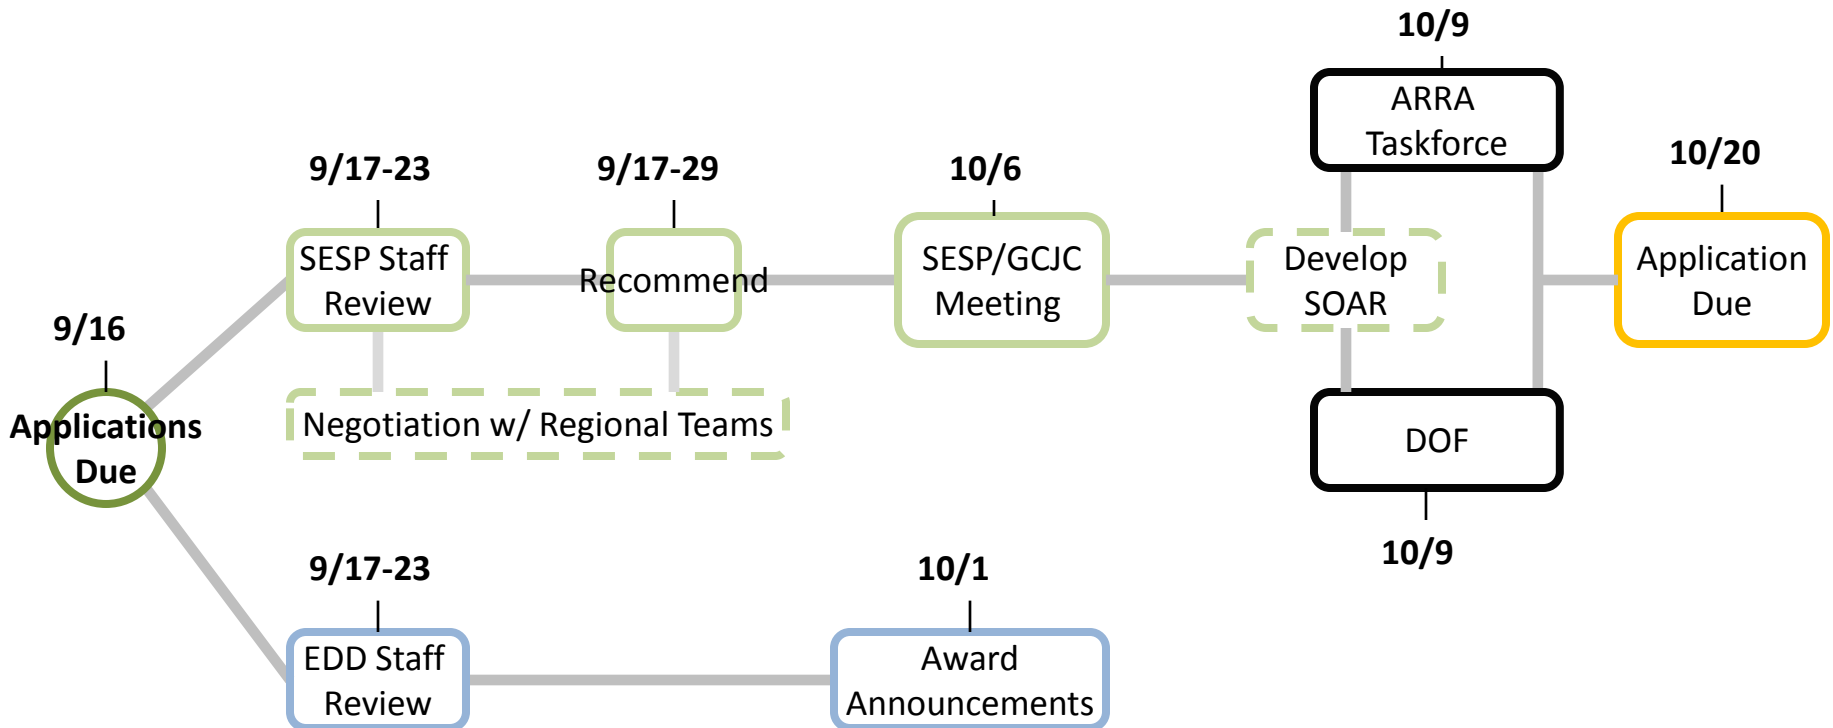 10/9
ARRA
Taskforce
9/17-23
9/17-29
10/6
10/20
SESP Staff
Review
Recommend
SESP/GCJC
Meeting
Develop
SOAR
Application
Due
9/16
Applications
Due
Negotiation w/ Regional Teams
DOF
10/9
9/17-23
10/1
EDD Staff
Review
Award
Announcements